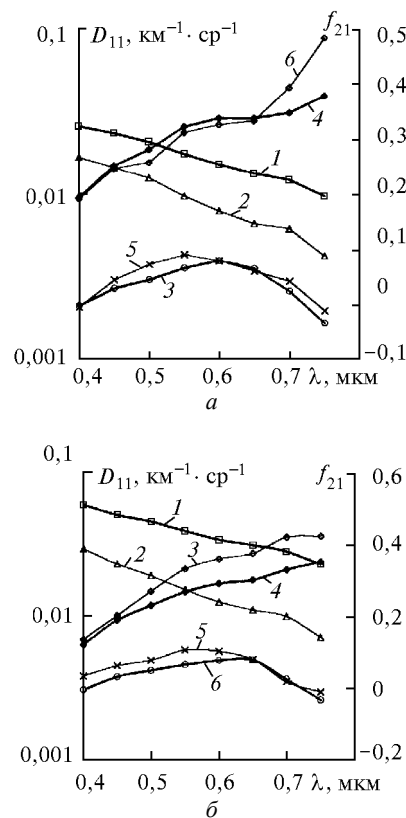 0,1 D₁₁, км⁻¹· ср⁻¹ f₂₁ 0,5
6
0,4
4
1 0,3
0,01 2 0,2
5 0,1
3 0
0,001 −0,1
0,4 0,5 0,6 0,7 λ, мкм
а
0,1 D₁₁, км⁻¹· ср⁻¹ f₂₁ 0,6
1
2 3 0,4
4
0,01 0,2
5
6 0
0,001 −0,2
0,4 0,5 0,6 0,7 λ, мкм
б